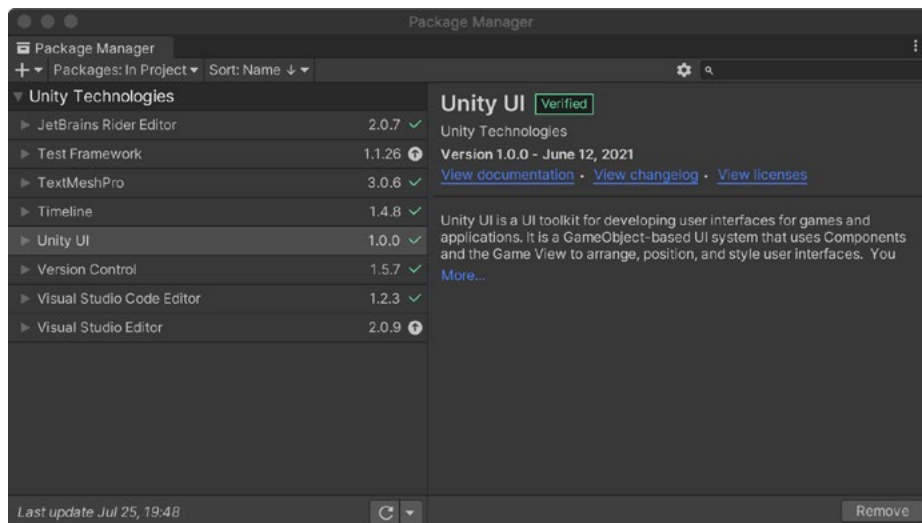 Package Manager
Package Manager
Packages: In Project Sort: Name ↓
Unity Technologies
JetBrains Rider Editor 2.0.7
Test Framework 1.1.26
TextMeshPro 3.0.6
Timeline 1.4.8
Unity UI 1.0.0
Version Control 1.5.7
Visual Studio Code Editor 1.2.3
Visual Studio Editor 2.0.9
Last update Jul 25, 19:48
Unity UI Verified
Unity Technologies
Version 1.0.0 - June 12, 2021
View documentation • View changelog • View licenses
Unity UI is a UI toolkit for developing user interfaces for games and
applications. It is a GameObject-based UI system that uses Components
and the Game View to arrange, position, and style user interfaces. You
More...
Remove